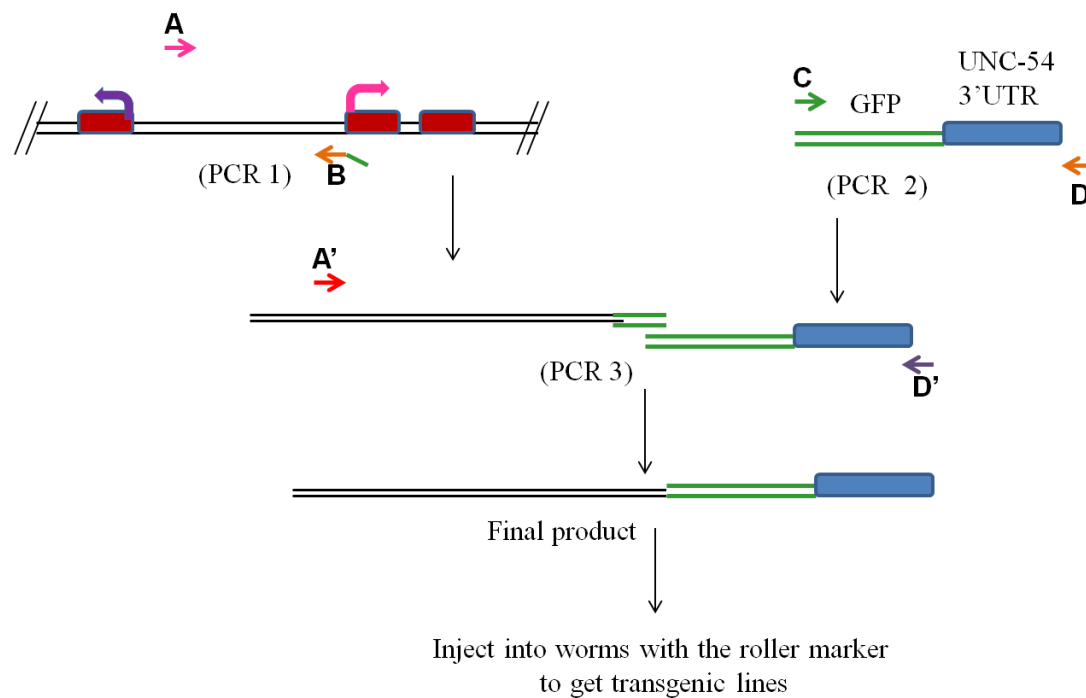 A
C
GFP
UNC-54
3'UTR
(PCR 1)
B
(PCR 2)
D
A'
(PCR 3)
D'
Final product
Inject into worms with the roller marker
to get transgenic lines